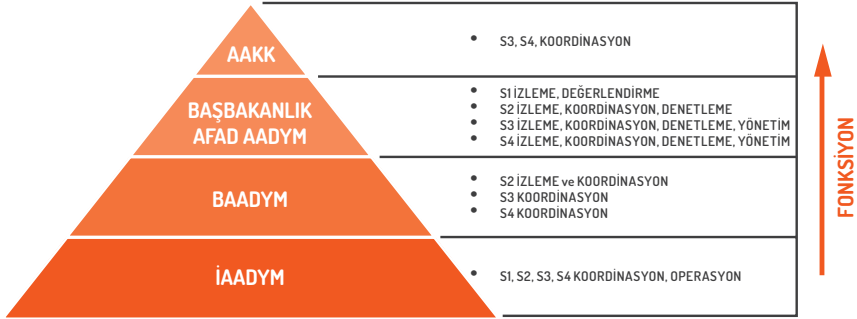 AAKK
• S3, S4, KOORDİNASYON
BAŞBAKANLIK
AFAD AADYM
• S1 İZLEME, DEĞERLENDİRME
• S2 İZLEME, KOORDİNASYON, DENETLEME
• S3 İZLEME, KOORDİNASYON, DENETLEME, YÖNETİM
• S4 İZLEME, KOORDİNASYON, DENETLEME, YÖNETİM
BAADYM
• S2 İZLEME ve KOORDİNASYON
• S3 KOORDİNASYON
• S4 KOORDİNASYON
İAADYM
• S1, S2, S3, S4 KOORDİNASYON, OPERASYON
FONKSİYON